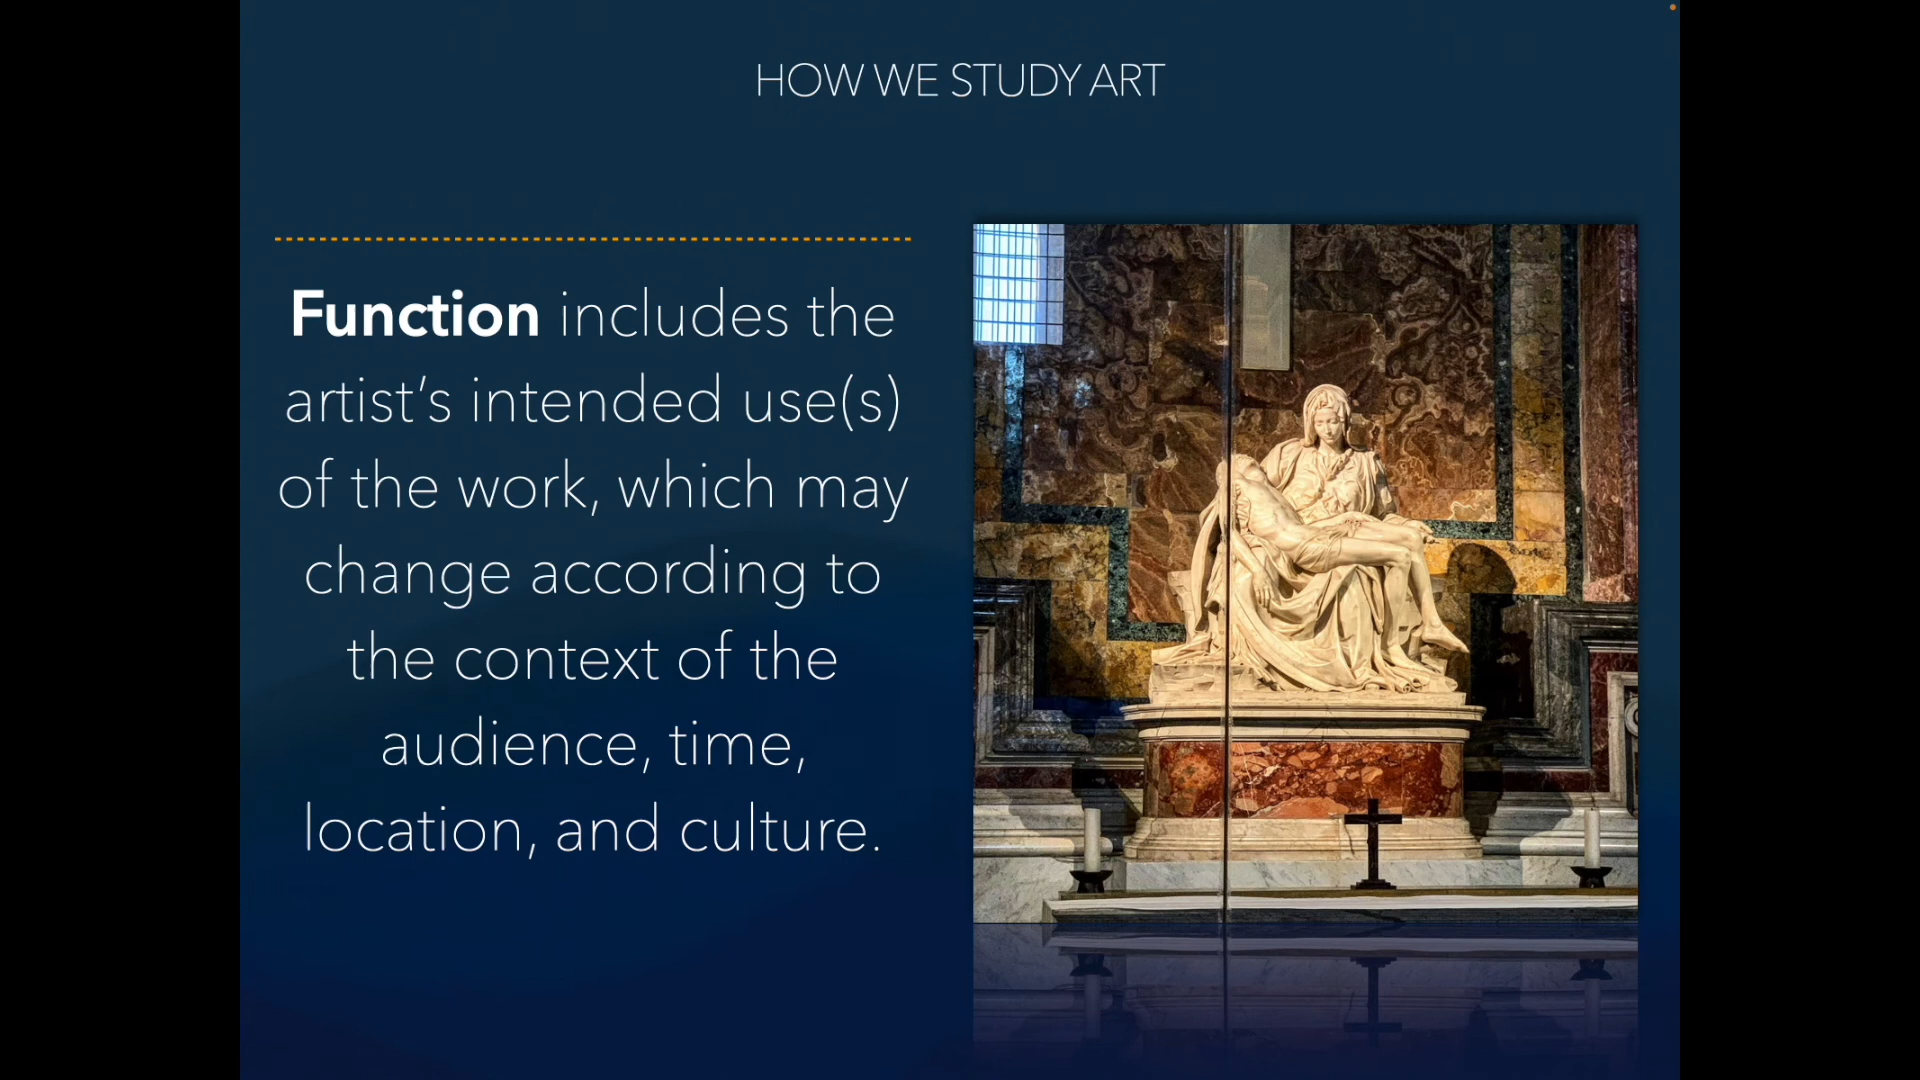 HOW WE STUDY ART
Function includes the
artist’s intended use(s)
of the work, which may
change according to
the context of the
audience, time,
location, and culture.